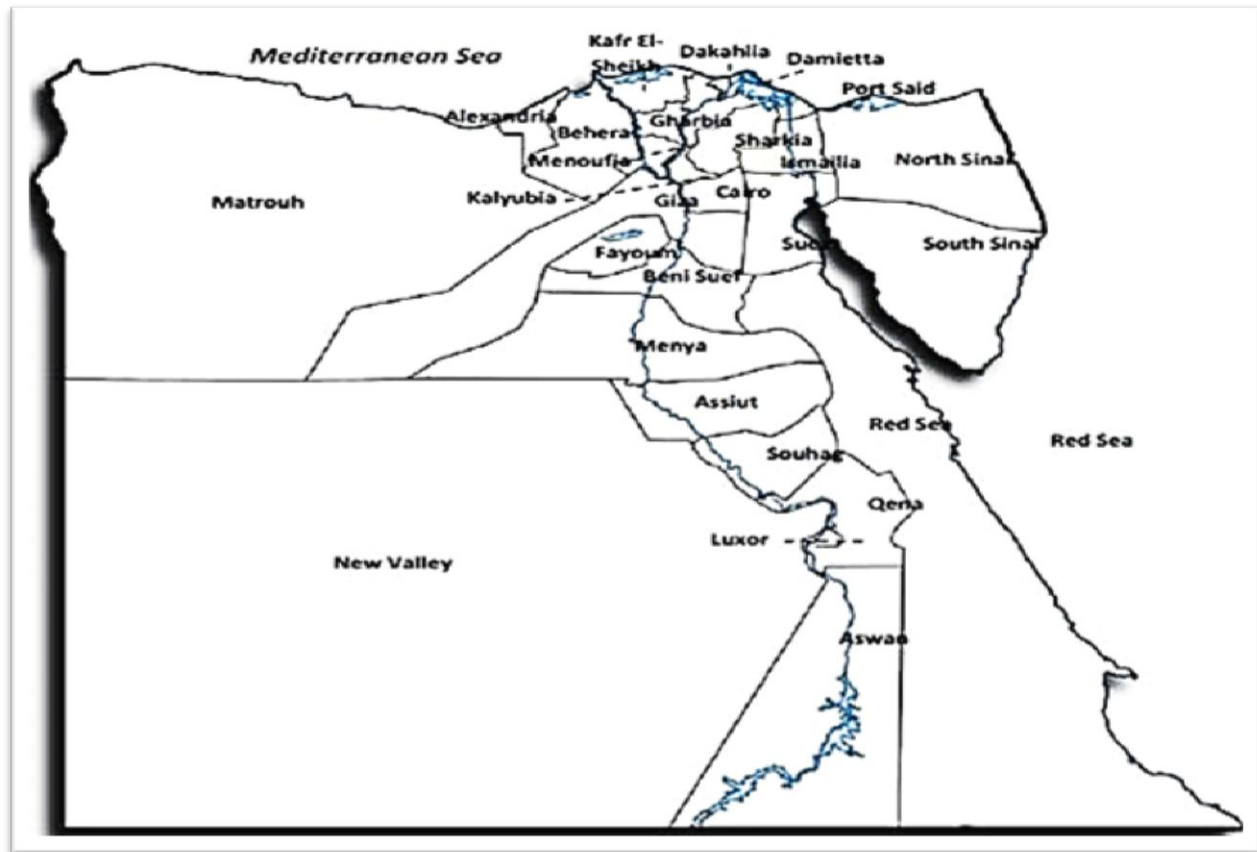 Mediterranean Sea
Kafr El-
Sheikh
Dakahlia
Damietta
Port Said
Alexandria
Behera
Gharbia
Sharkia
Menoufia
Ismailia
North Sinai
Kalyubia
Giza
Cairo
Matrouh
Fayoum
Suez
South Sinai
Beni Suef
Menya
Assiut
Red Sea
Red Sea
Souhag
Qena
Luxor
New Valley
Aswan